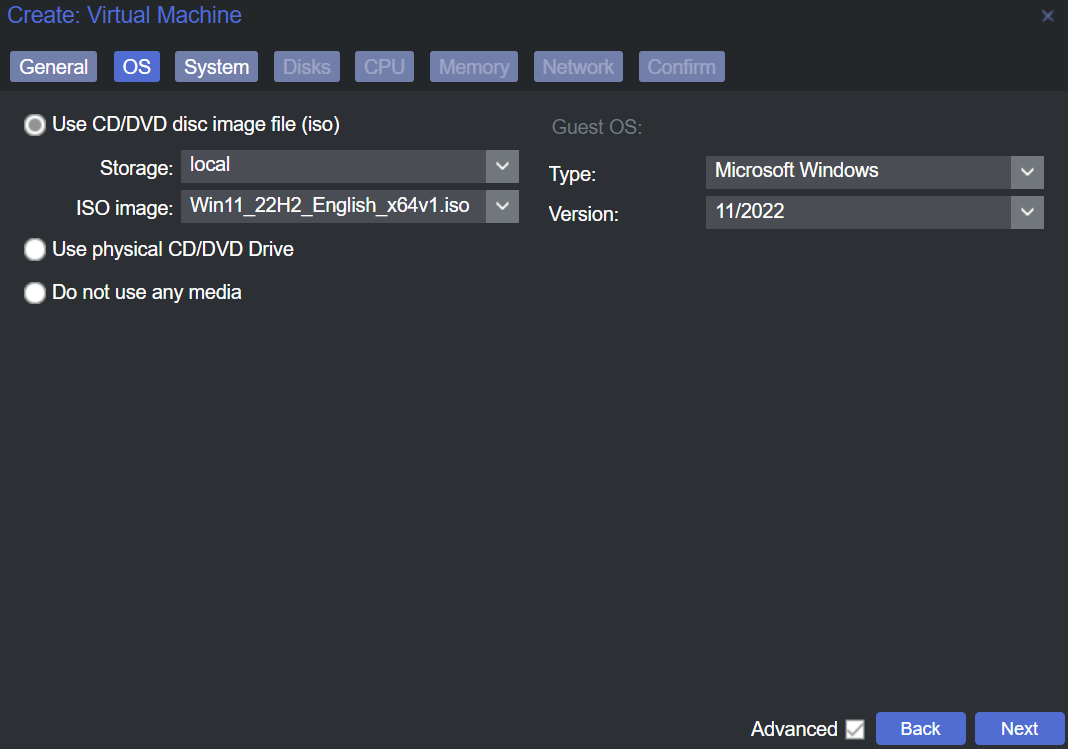 Create: Virtual Machine
General OS System Disks CPU Memory Network Confirm
Use CD/DVD disc image file (iso)
Storage: local
ISO image: Win11_22H2_English_x64v1.iso
Use physical CD/DVD Drive
Do not use any media
Guest OS:
Type: Microsoft Windows
Version: 11/2022
Advanced Back Next